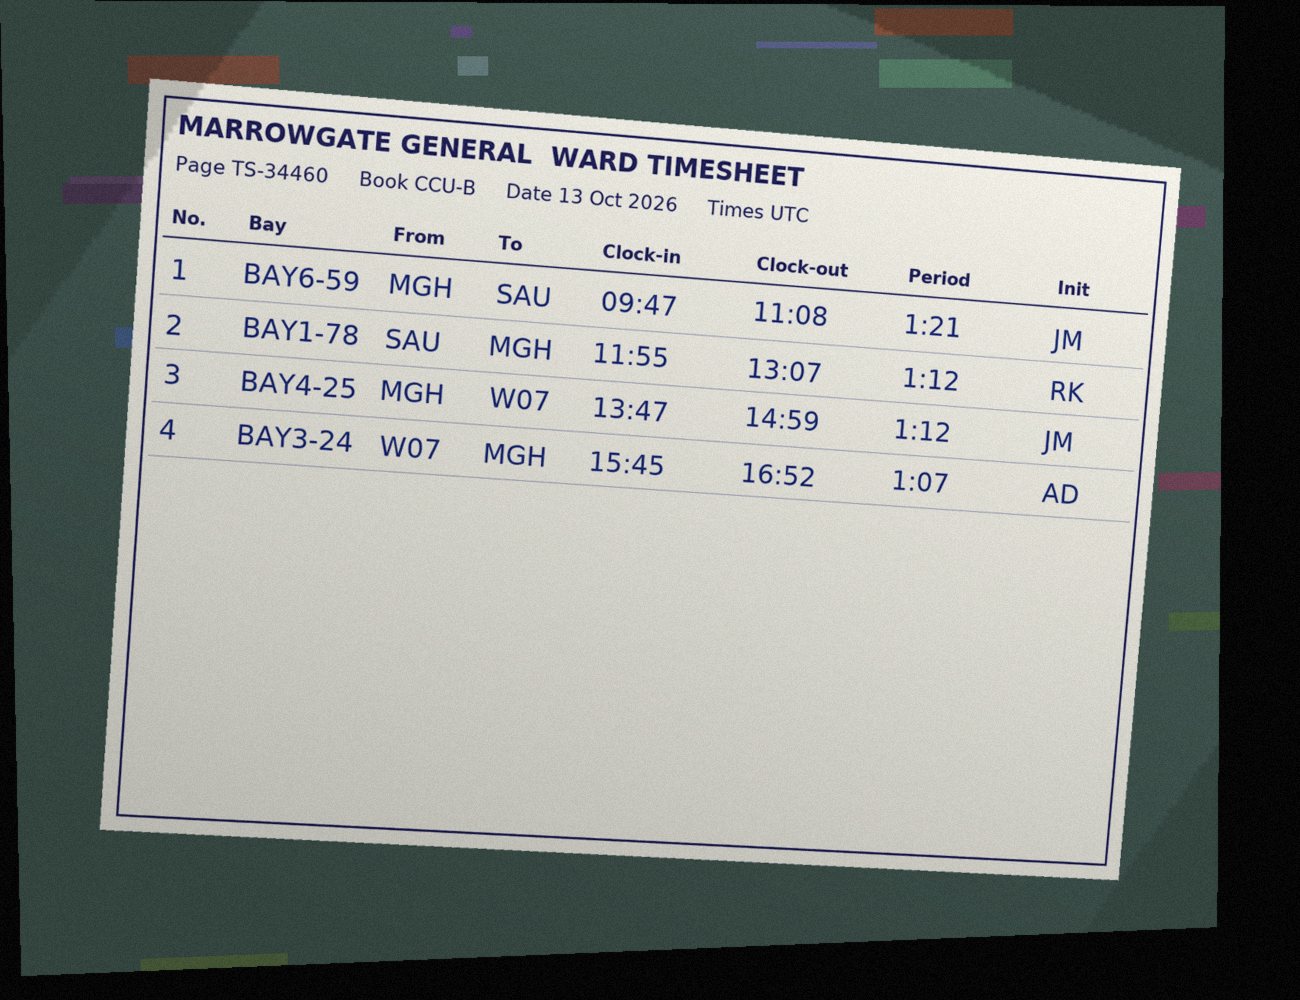 MARROWGATE GENERAL WARD TIMESHEET
Page TS-34460 Book CCU-B Date 13 Oct 2026 Times UTC
No. Bay From To Clock-in Clock-out Period Init
1 BAY6-59 MGH SAU 09:47 11:08 1:21 JM
2 BAY1-78 SAU MGH 11:55 13:07 1:12 RK
3 BAY4-25 MGH W07 13:47 14:59 1:12 JM
4 BAY3-24 W07 MGH 15:45 16:52 1:07 AD